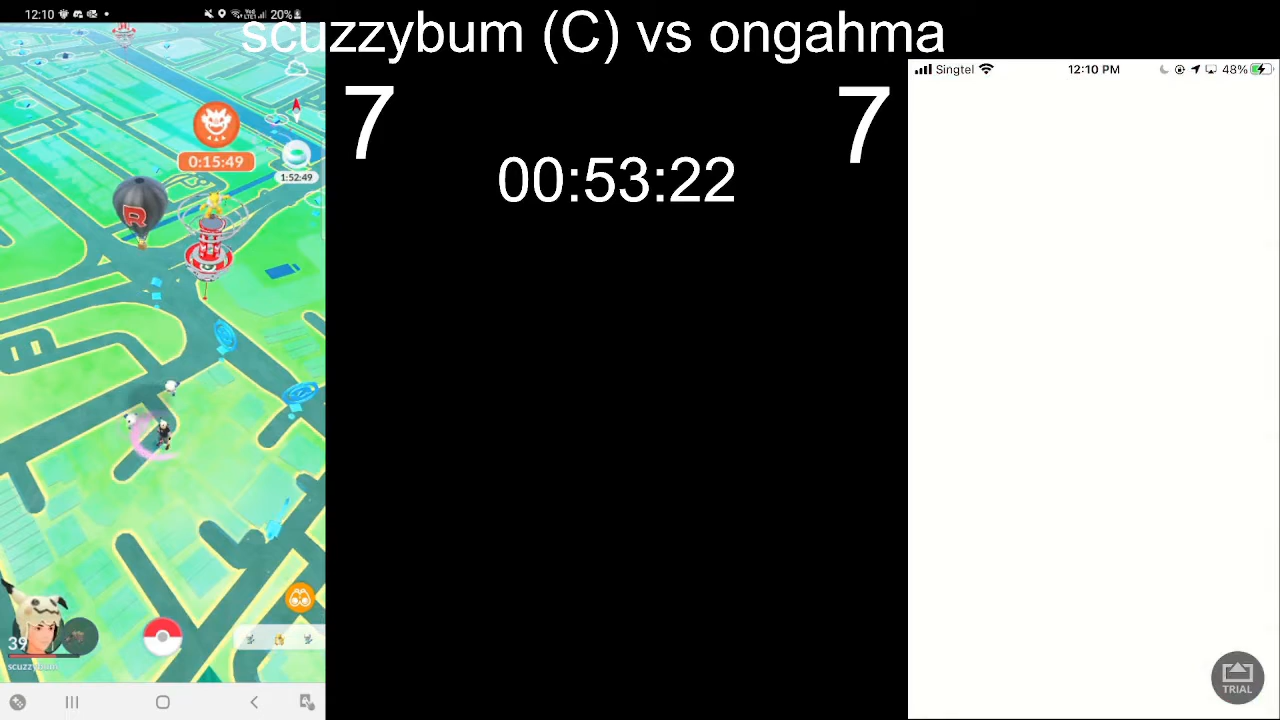 12:10 20%
scuzzybum (C) vs ongahma
Singtel 12:10 PM 48%
7 7
0:15:49
1:52:49
00:53:22
R
39
scuzzybum
TRIAL